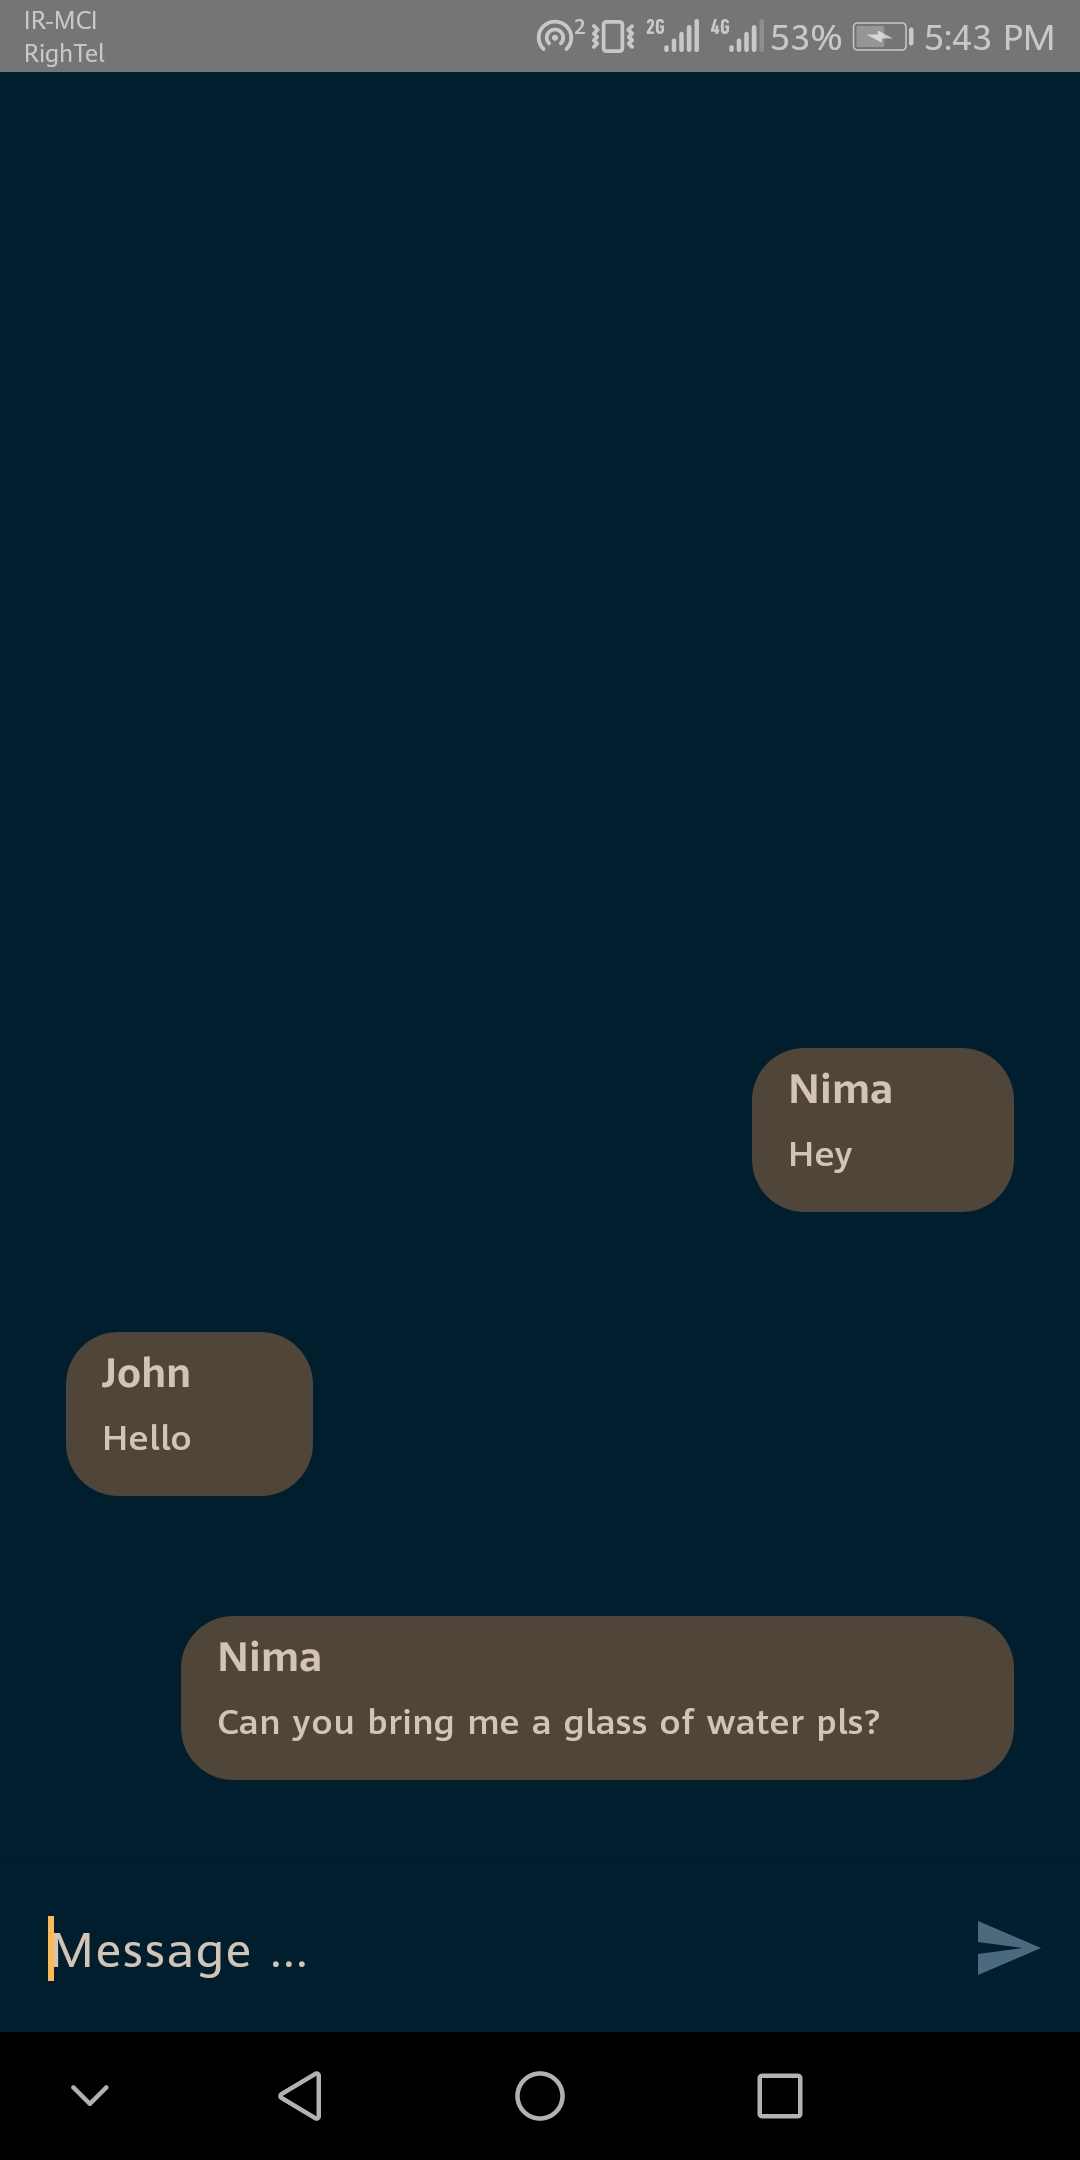 IR-MCI
RighTel
2 2G 4G 53% 5:43 PM
Nima
Hey
John
Hello
Nima
Can you bring me a glass of water pls?
Message ...